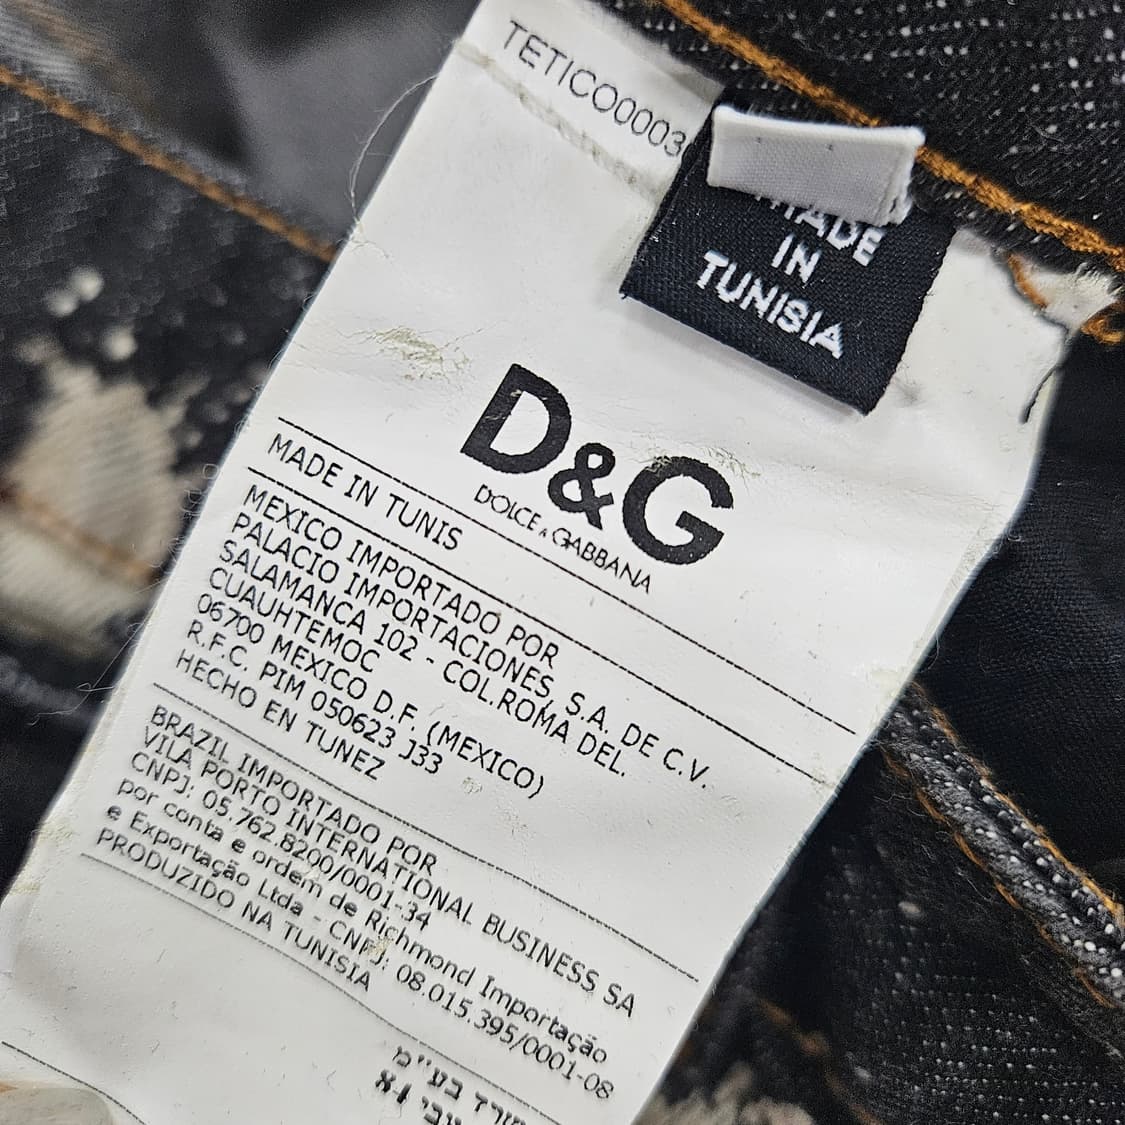 TETICO0003
MADE
IN
TUNISIA
D&G
DOLCE & GABBANA
MADE IN TUNIS
MEXICO IMPORTADO POR
PALACIO IMPORTACIONES, S.A. DE C.V.
SALAMANCA 102 - COL.ROMA DEL.
CUAUHTEMOC
06700 MEXICO D.F. (MEXICO)
R.F.C. PIM 050623 J33
HECHO EN TUNEZ
BRAZIL IMPORTADO POR
VILA PORTO INTERNATIONAL BUSINESS SA
CNPJ: 05.762.8200/0001-34
por conta e ordem de Richmond Importação
e Exportação Ltda - CNPJ: 08.015.395/0001-08
PRODUZIDO NA TUNISIA
בע"מ
84